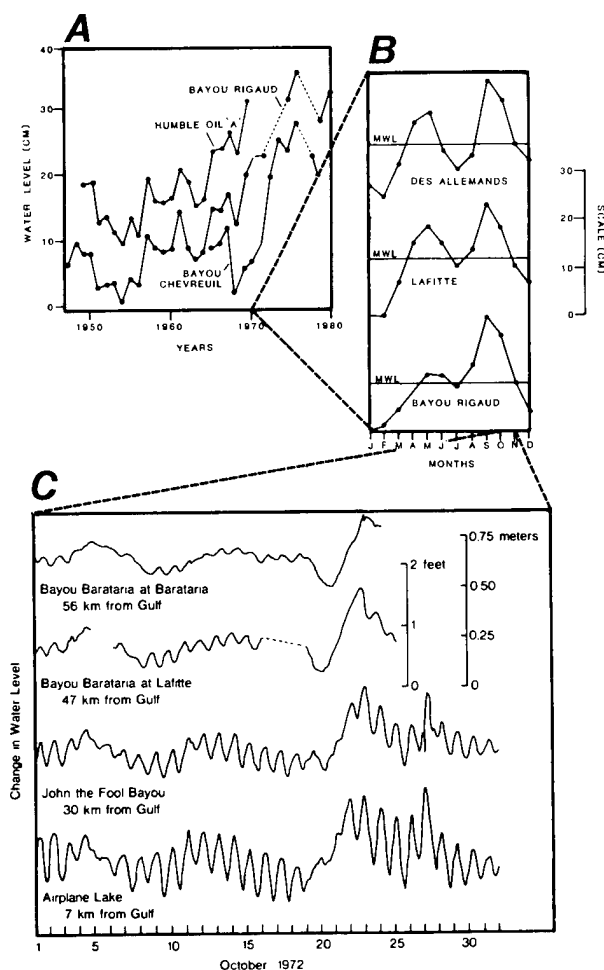 A
40
30
20
10
0
WATER LEVEL (CM)
BAYOU RIGAUD
HUMBLE OIL 'A'
BAYOU
CHEVREUIL
1950
1960
1970
1980
YEARS
B
MWL
DES ALLEMANDS
MWL
LAFITTE
MWL
BAYOU RIGAUD
J F M A M J J A S O N D
MONTHS
30
20
10
0
SCALE (CM)
C
Change in Water Level
Bayou Barataria at Barataria
56 km from Gulf
Bayou Barataria at Lafitte
47 km from Gulf
John the Fool Bayou
30 km from Gulf
Airplane Lake
7 km from Gulf
2 feet
1
0
0.75 meters
0.50
0.25
0
1
5
10
15
20
25
30
October 1972